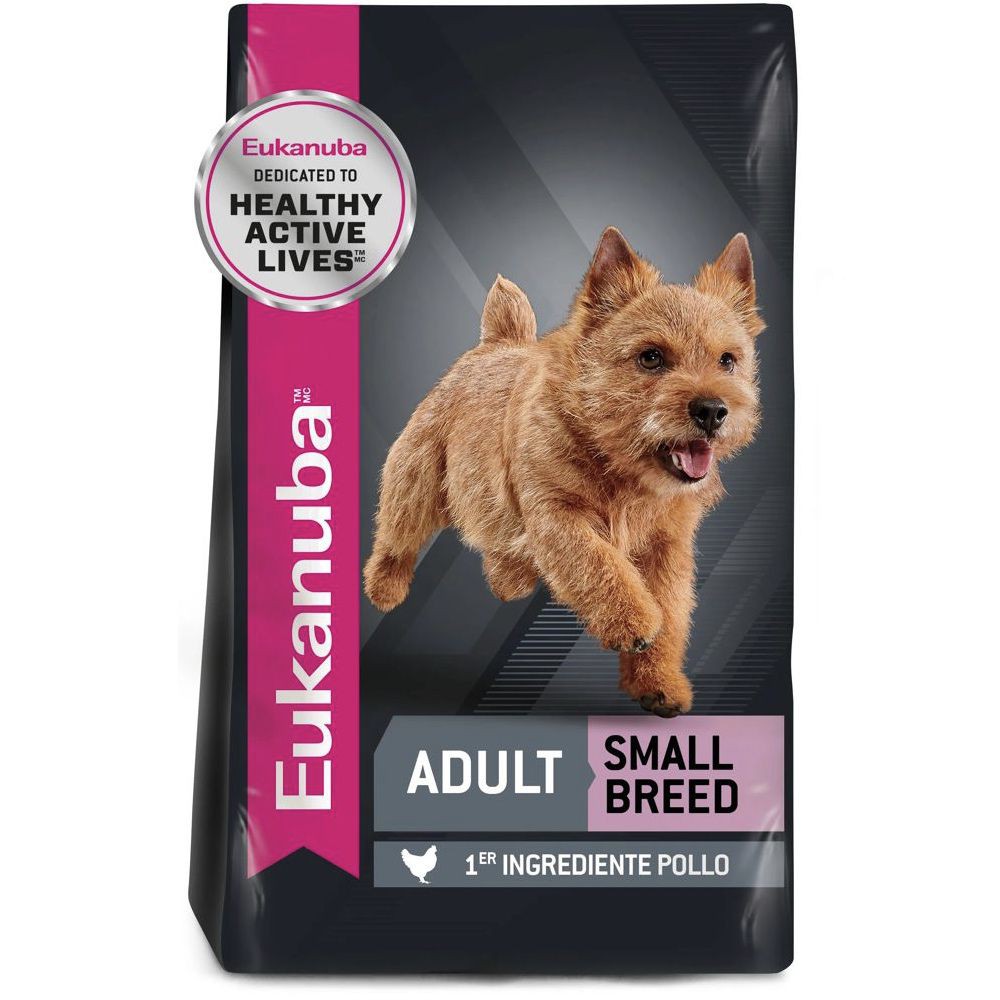 Eukanuba
DEDICATED TO
HEALTHY
ACTIVE
LIVES™MC
Eukanuba™MC
ADULT
SMALL
BREED
1ER INGREDIENTE POLLO